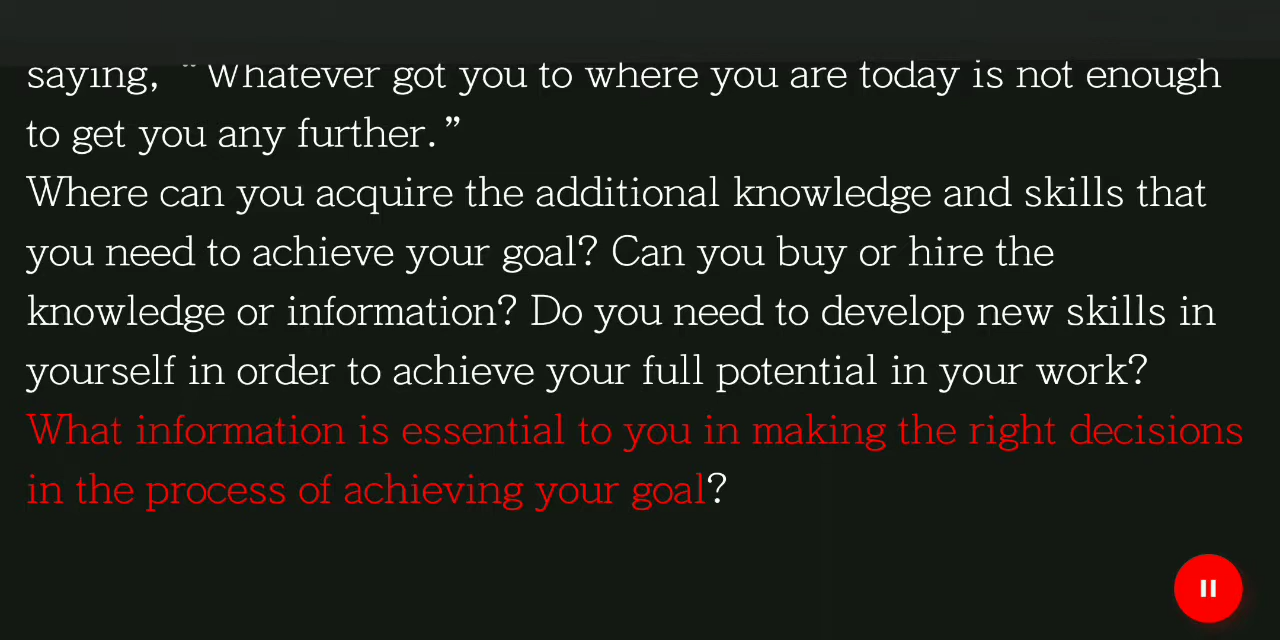 saying, “Whatever got you to where you are today is not enough
to get you any further.”
Where can you acquire the additional knowledge and skills that
you need to achieve your goal? Can you buy or hire the
knowledge or information? Do you need to develop new skills in
yourself in order to achieve your full potential in your work?
What information is essential to you in making the right decisions
in the process of achieving your goal?